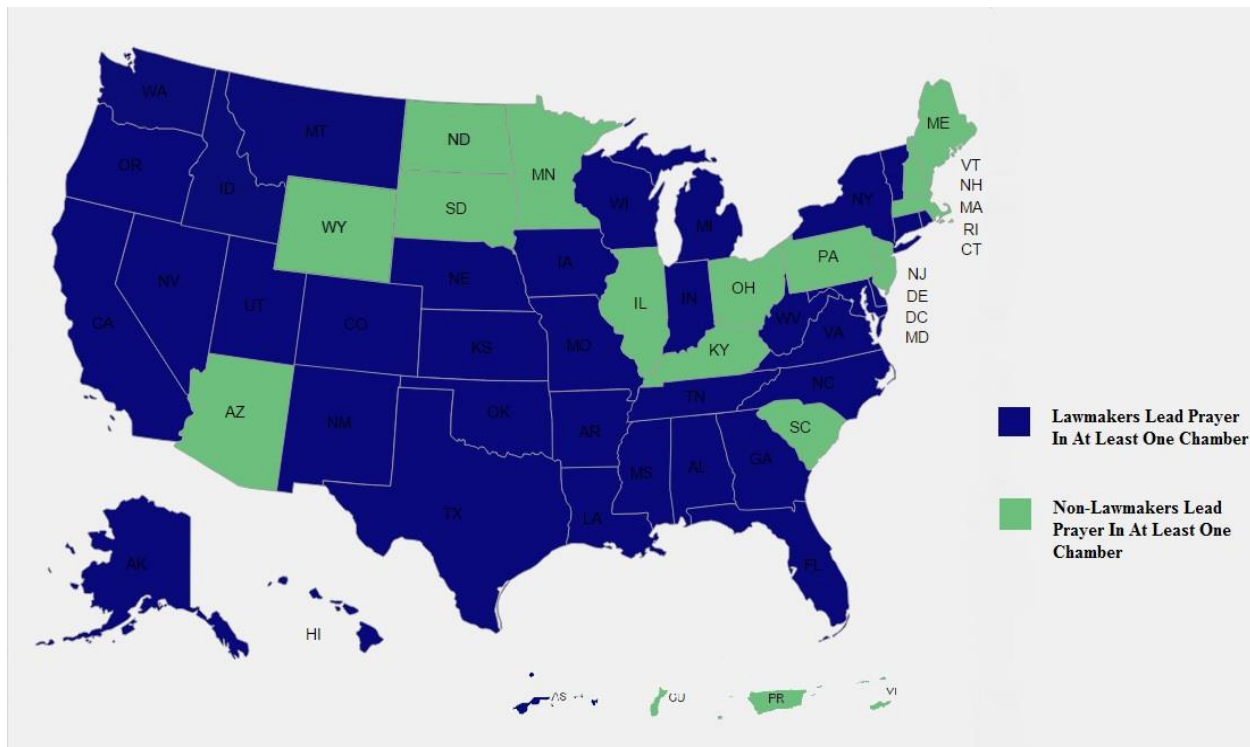 WA
MT
ME
ND
OR
MN
VT
ID
NH
WI
NY
SD
MA
WY
MI
RI
CT
PA
IA
NE
NJ
NV
OH
IL
IN
DE
UT
CO
DC
WV
CA
VA
MD
MO
KS
KY
NC
TN
AZ
OK
NM
AR
SC
Lawmakers Lead Prayer
In At Least One Chamber
MS
AL
GA
TX
LA
Non-Lawmakers Lead
Prayer In At Least One
Chamber
AK
FL
HI
AS
GU
PR
VI